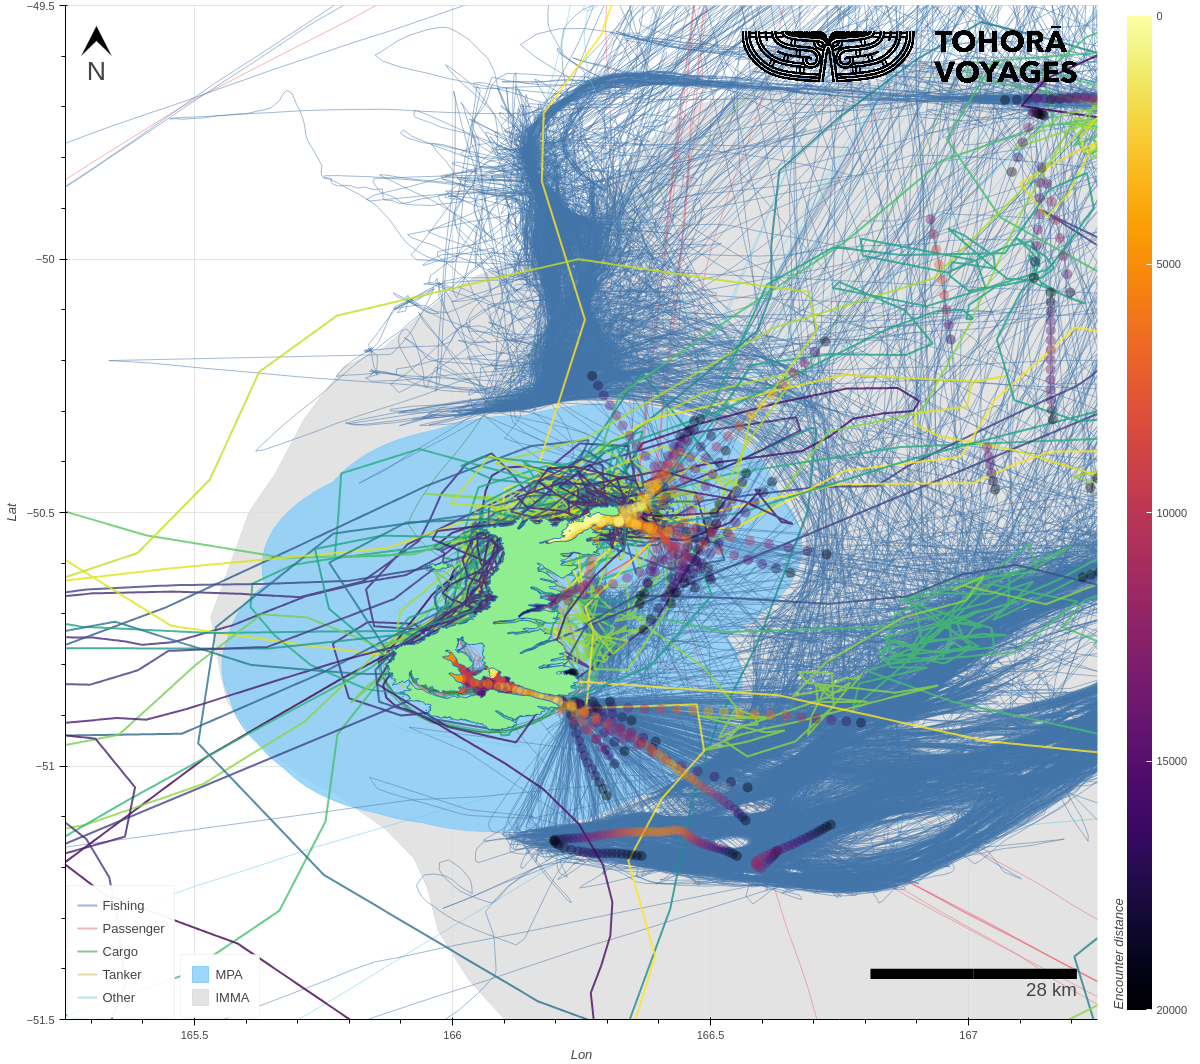 −49.5
−50
−50.5
−51
−51.5
Lat
N
TOHORĀ
VOYAGES
0
5000
10000
15000
20000
Encounter distance
Fishing
Passenger
Cargo
Tanker
Other
MPA
IMMA
28 km
165.5
166
166.5
167
Lon